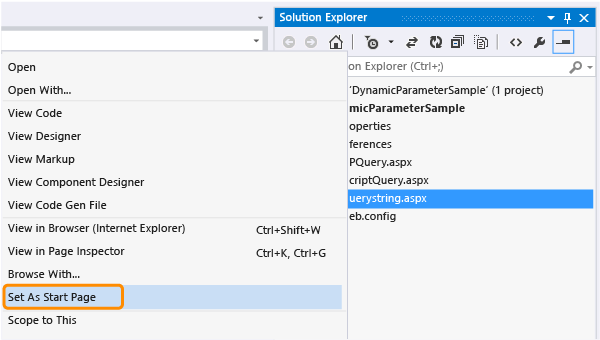 Solution Explorer
on Explorer (Ctrl+;)
Open
Open With...
View Code
View Designer
View Markup
View Component Designer
View Code Gen File
View in Browser (Internet Explorer) Ctrl+Shift+W
View in Page Inspector Ctrl+K, Ctrl+G
Browse With...
Set As Start Page
Scope to This
'DynamicParameterSample' (1 project)
micParameterSample
operties
ferences
PQuery.aspx
criptQuery.aspx
uerystring.aspx
eb.config